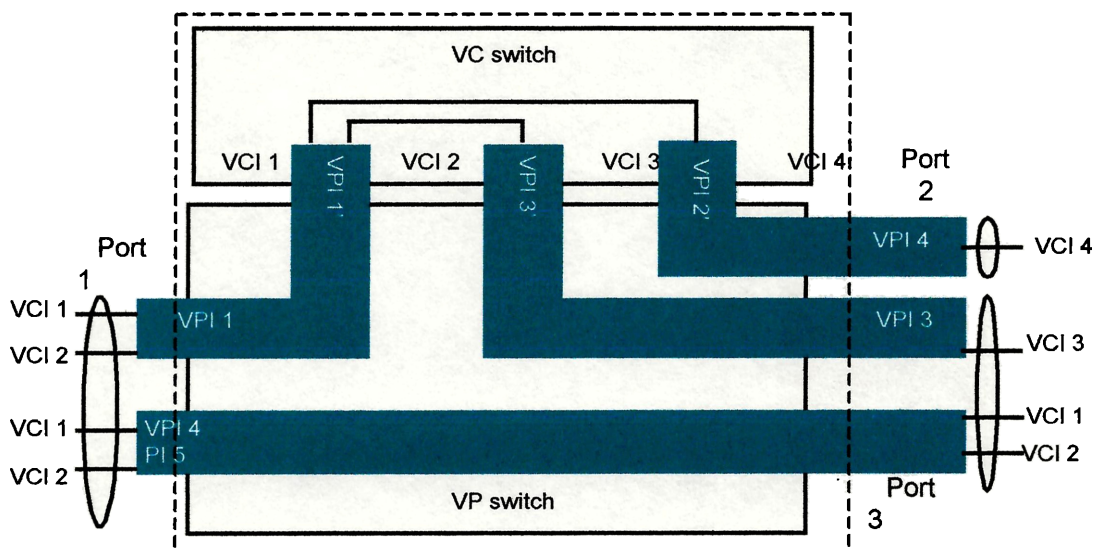 VC switch
VCI 1
VPI 1'
VCI 2
VPI 3'
VCI 3
VPI 2'
VCI 4
Port
2
VPI 4
VCI 4
Port
1
VCI 1
VPI 1
VCI 2
VPI 3
VCI 3
VCI 1
VPI 4
PI 5
VCI 2
VCI 1
VCI 2
VP switch
Port
3